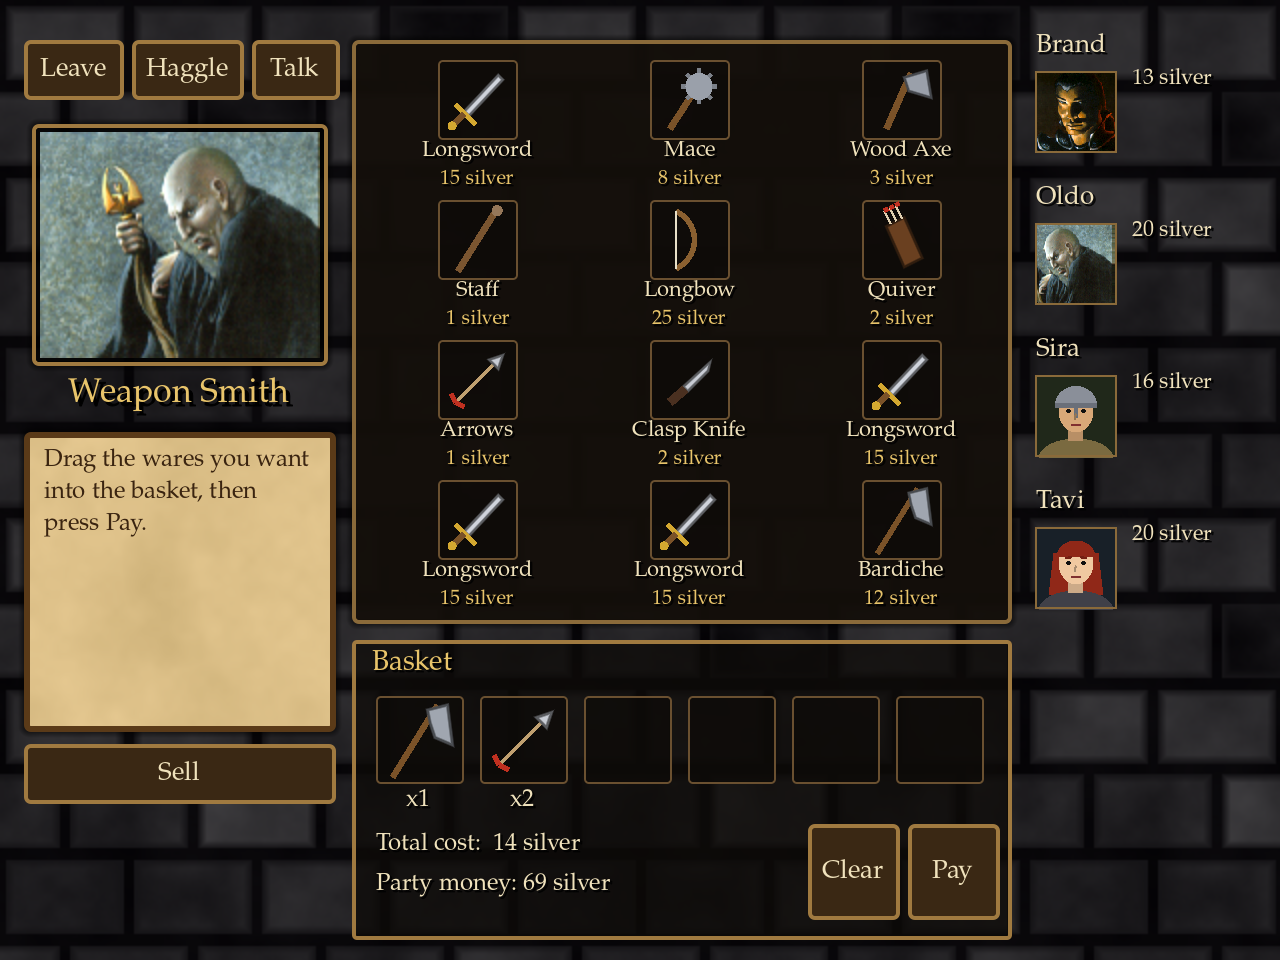 Leave
Haggle
Talk
Weapon Smith
Drag the wares you want
into the basket, then
press Pay.
Sell
Longsword
15 silver
Mace
8 silver
Wood Axe
3 silver
Staff
1 silver
Longbow
25 silver
Quiver
2 silver
Arrows
1 silver
Clasp Knife
2 silver
Longsword
15 silver
Longsword
15 silver
Longsword
15 silver
Bardiche
12 silver
Basket
x1
x2
Total cost: 14 silver
Party money: 69 silver
Clear
Pay
Brand
13 silver
Oldo
20 silver
Sira
16 silver
Tavi
20 silver